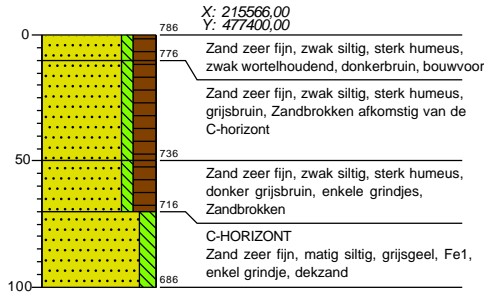 X: 215566,00
Y: 477400,00
0
786
Zand zeer fijn, zwak siltig, sterk humeus,
zwak wortelhoudend, donkerbruin, bouwvoor
776
Zand zeer fijn, zwak siltig, sterk humeus,
grijsbruin, Zandbrokken afkomstig van de
C-horizont
50
736
Zand zeer fijn, zwak siltig, sterk humeus,
donker grijsbruin, enkele grindjes,
Zandbrokken
716
C-HORIZONT
Zand zeer fijn, matig siltig, grijsgeel, Fe1,
enkel grindje, dekzand
100
686